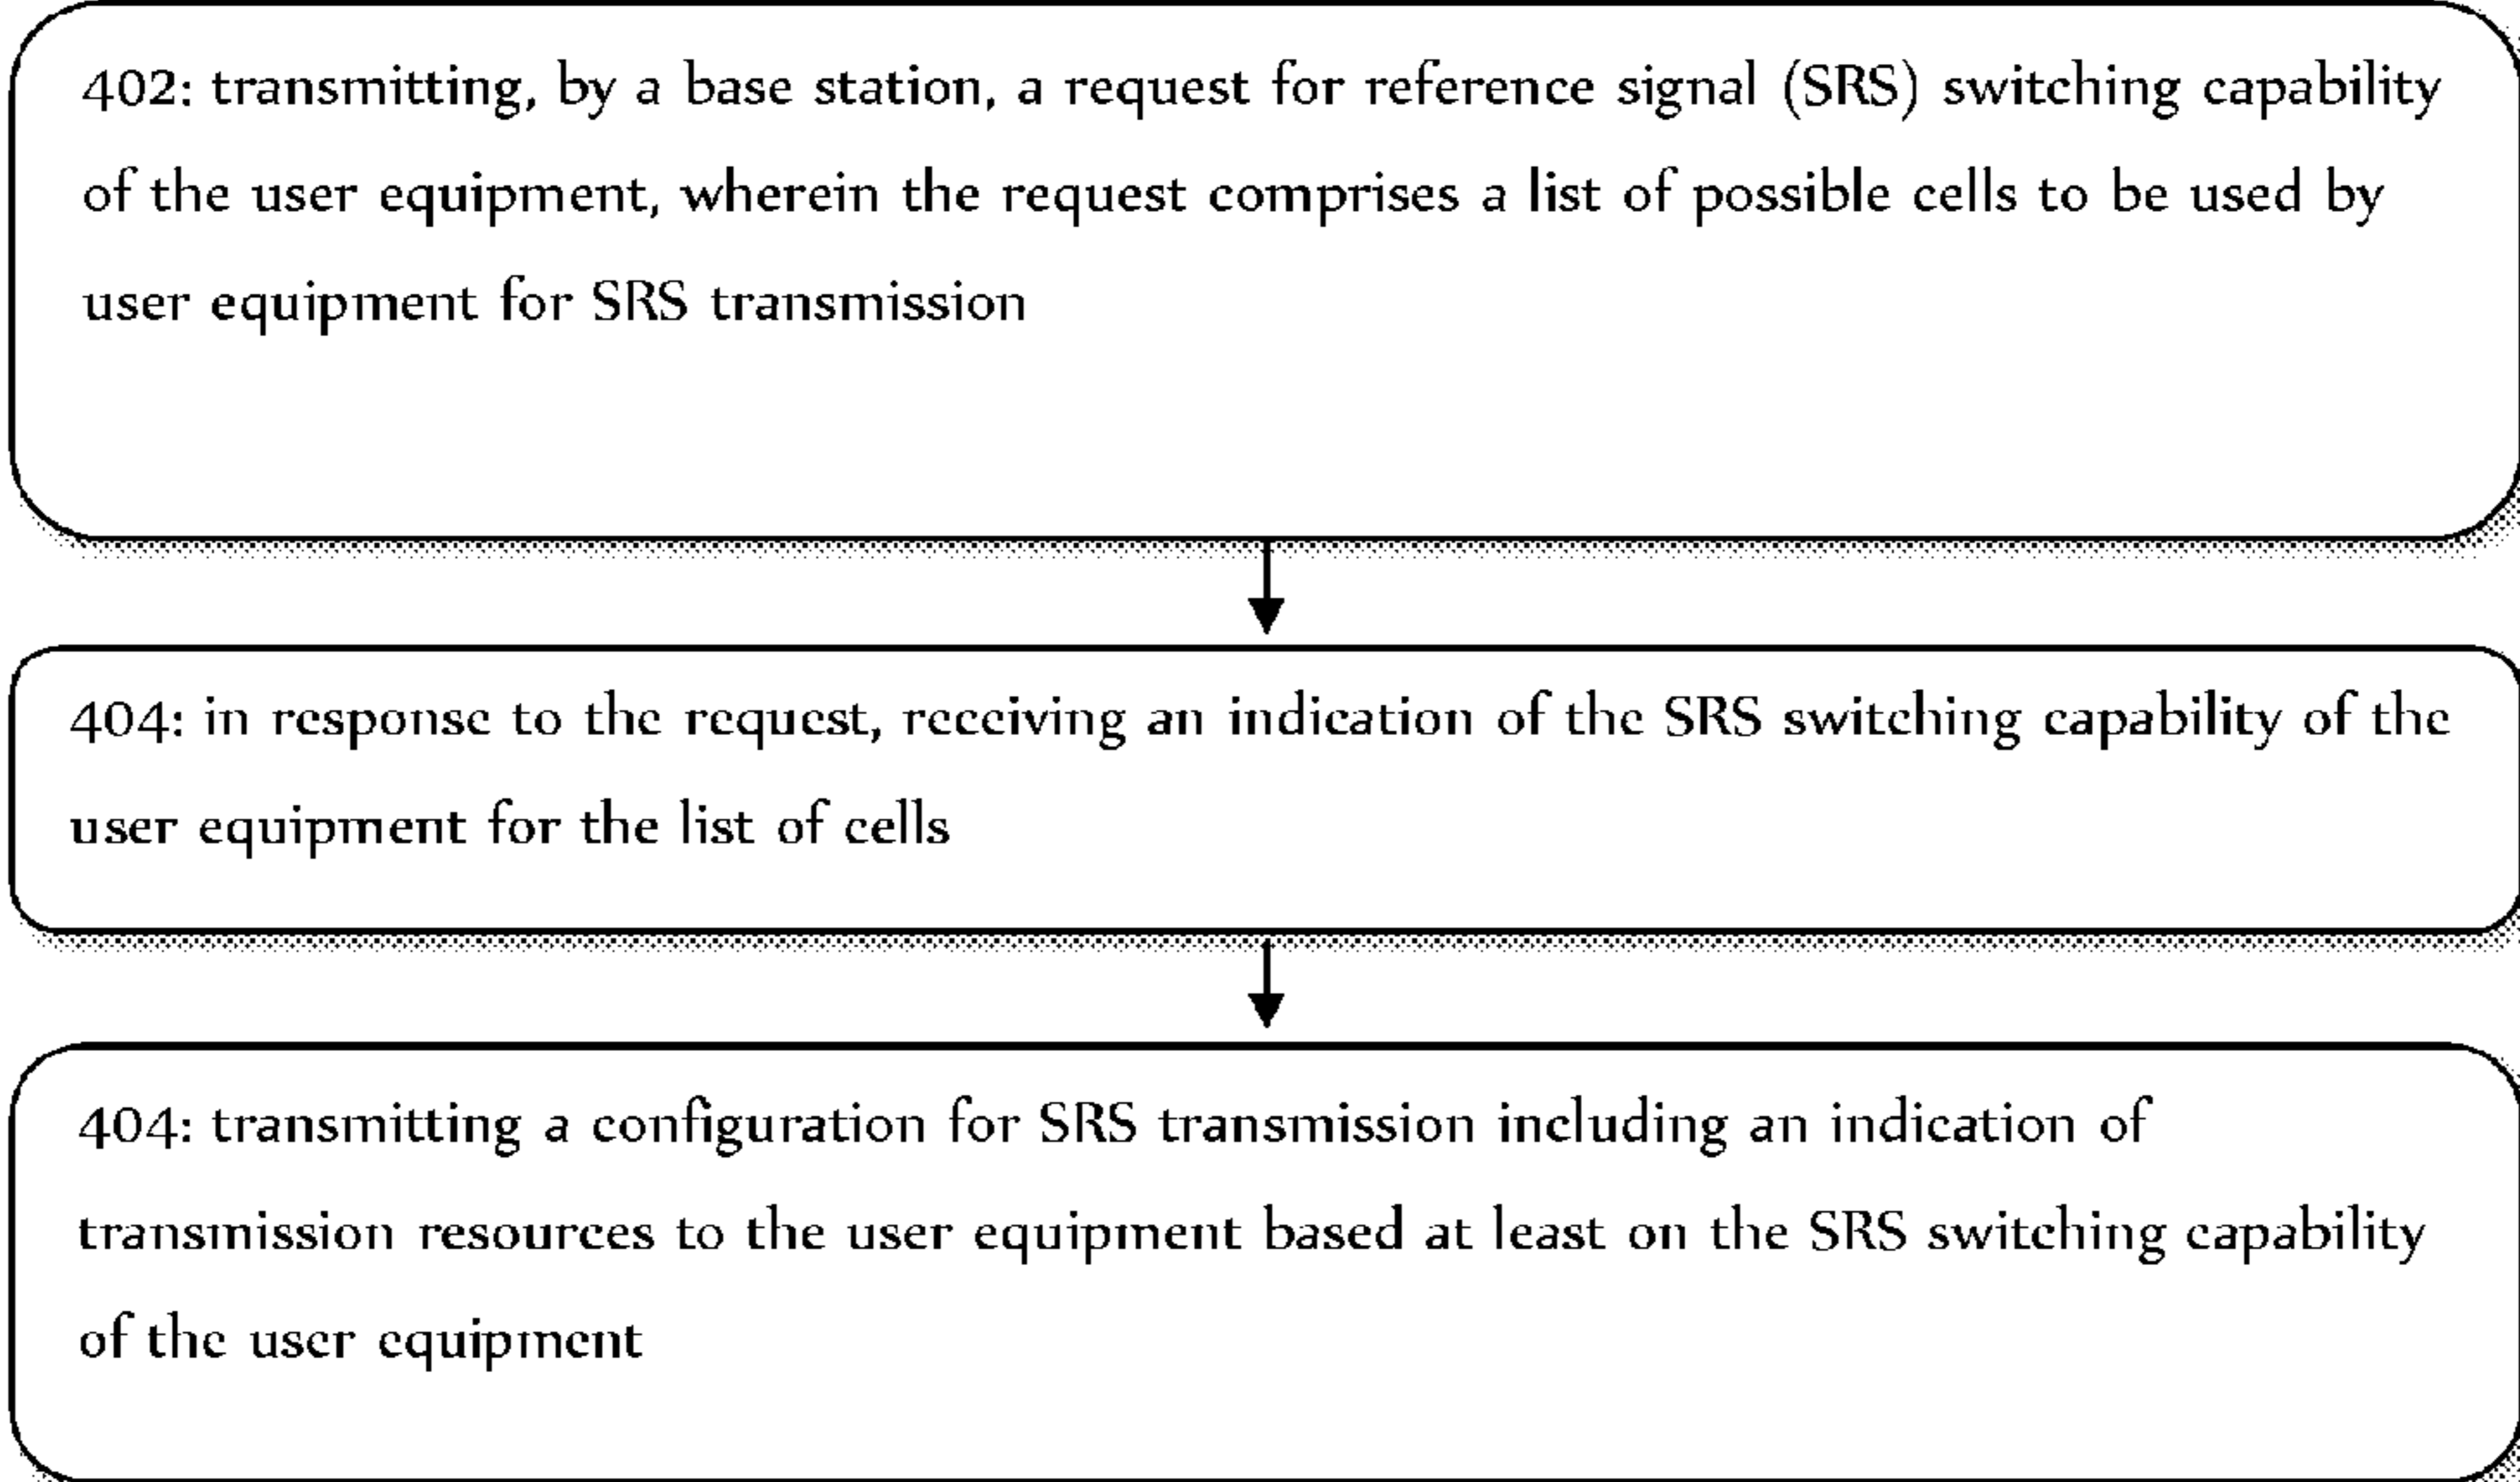 402: transmitting, by a base station, a request for reference signal (SRS) switching capability
of the user equipment, wherein the request comprises a list of possible cells to be used by
user equipment for SRS transmission
404: in response to the request, receiving an indication of the SRS switching capability of the
user equipment for the list of cells
404: transmitting a configuration for SRS transmission including an indication of
transmission resources to the user equipment based at least on the SRS switching capability
of the user equipment